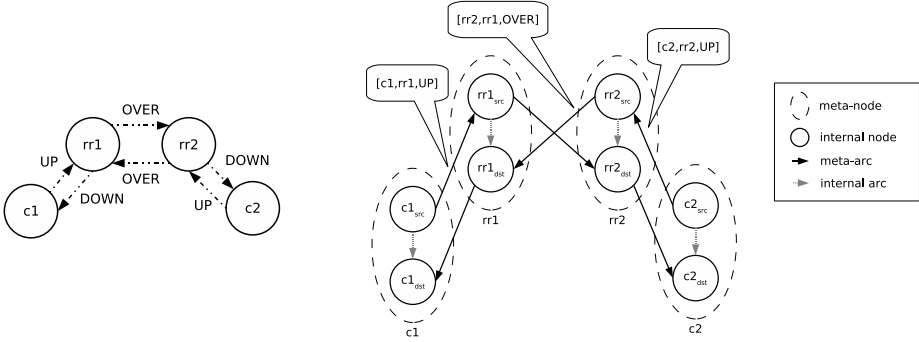 OVER
rr1
rr2
UP
DOWN
OVER
DOWN
UP
c1
c2
[rr2,rr1,OVER]
[c1,rr1,UP]
[c2,rr2,UP]
rr1src
rr2src
rr1dst
rr2dst
c1src
rr1
rr2
c2src
c1dst
c2dst
c1
c2
meta-node
internal node
meta-arc
internal arc